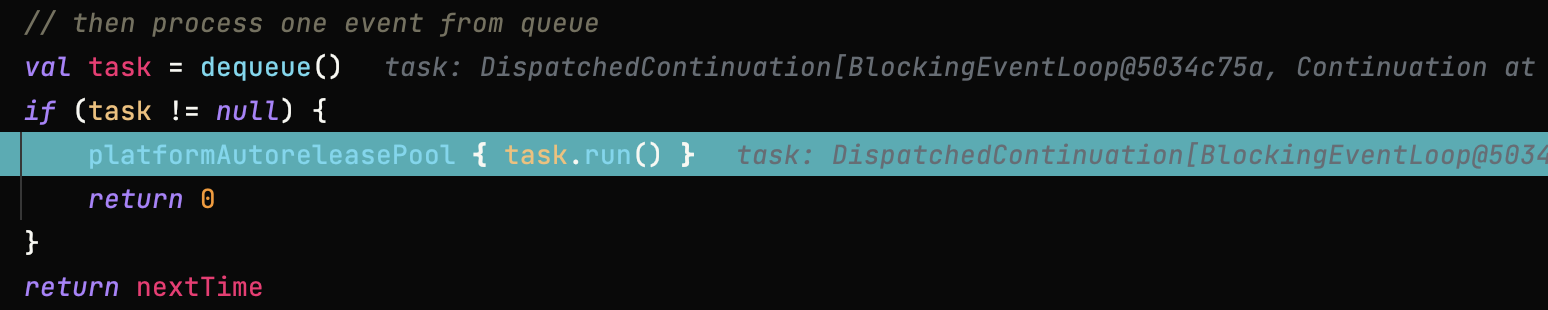 // then process one event from queue
val task = dequeue()   task: DispatchedContinuation[BlockingEventLoop@5034c75a, Continuation at
if (task != null) {
    platformAutoreleasePool { task.run() }   task: DispatchedContinuation[BlockingEventLoop@5034
    return 0
}
return nextTime